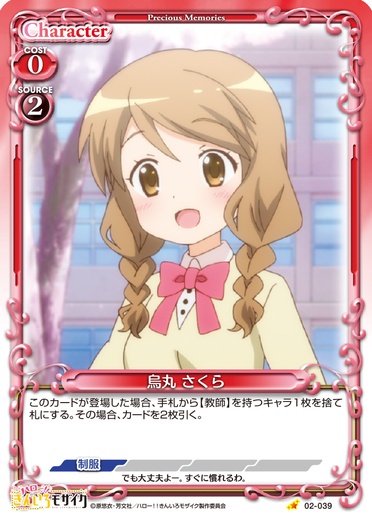 Precious Memories
Character
COST
0
SOURCE
2
烏丸 さくら
このカードが登場した場合、手札から【教師】を持つキャラ1枚を捨て
札にする。その場合、カードを2枚引く。
制服
でも大丈夫よー。すぐに慣れるわ。
ハロー!!
きんいろモザイク
©原悠衣・芳文社／ハロー!!きんいろモザイク製作委員会
02-039